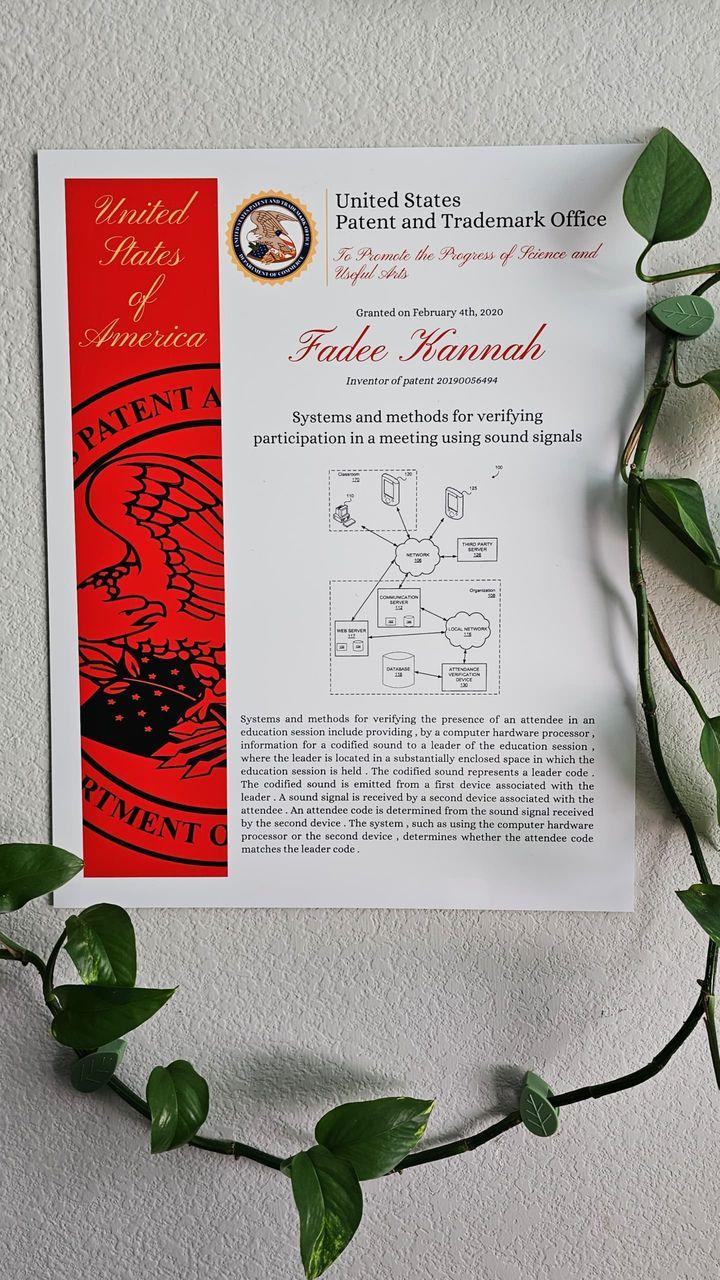 United
States
of
America
PATENT A
RTMENT O
UNITED STATES PATENT AND TRADEMARK OFFICE
DEPARTMENT OF COMMERCE
United States
Patent and Trademark Office
To Promote the Progress of Science and
Useful Arts
Granted on February 4th, 2020
Fadee Kannah
Inventor of patent 20190056494
Systems and methods for verifying
participation in a meeting using sound signals
100
Classroom
170
120
125
110
NETWORK
105
THIRD PARTY
SERVER
128
Organization
108
COMMUNICATION
SERVER
112
WEB SERVER
117
LOCAL NETWORK
115
DATABASE
118
ATTENDANCE
VERIFICATION
DEVICE
130
Systems and methods for verifying the presence of an attendee in an
education session include providing , by a computer hardware processor ,
information for a codified sound to a leader of the education session ,
where the leader is located in a substantially enclosed space in which the
education session is held . The codified sound represents a leader code .
The codified sound is emitted from a first device associated with the
leader . A sound signal is received by a second device associated with the
attendee . An attendee code is determined from the sound signal received
by the second device . The system , such as using the computer hardware
processor or the second device , determines whether the attendee code
matches the leader code .